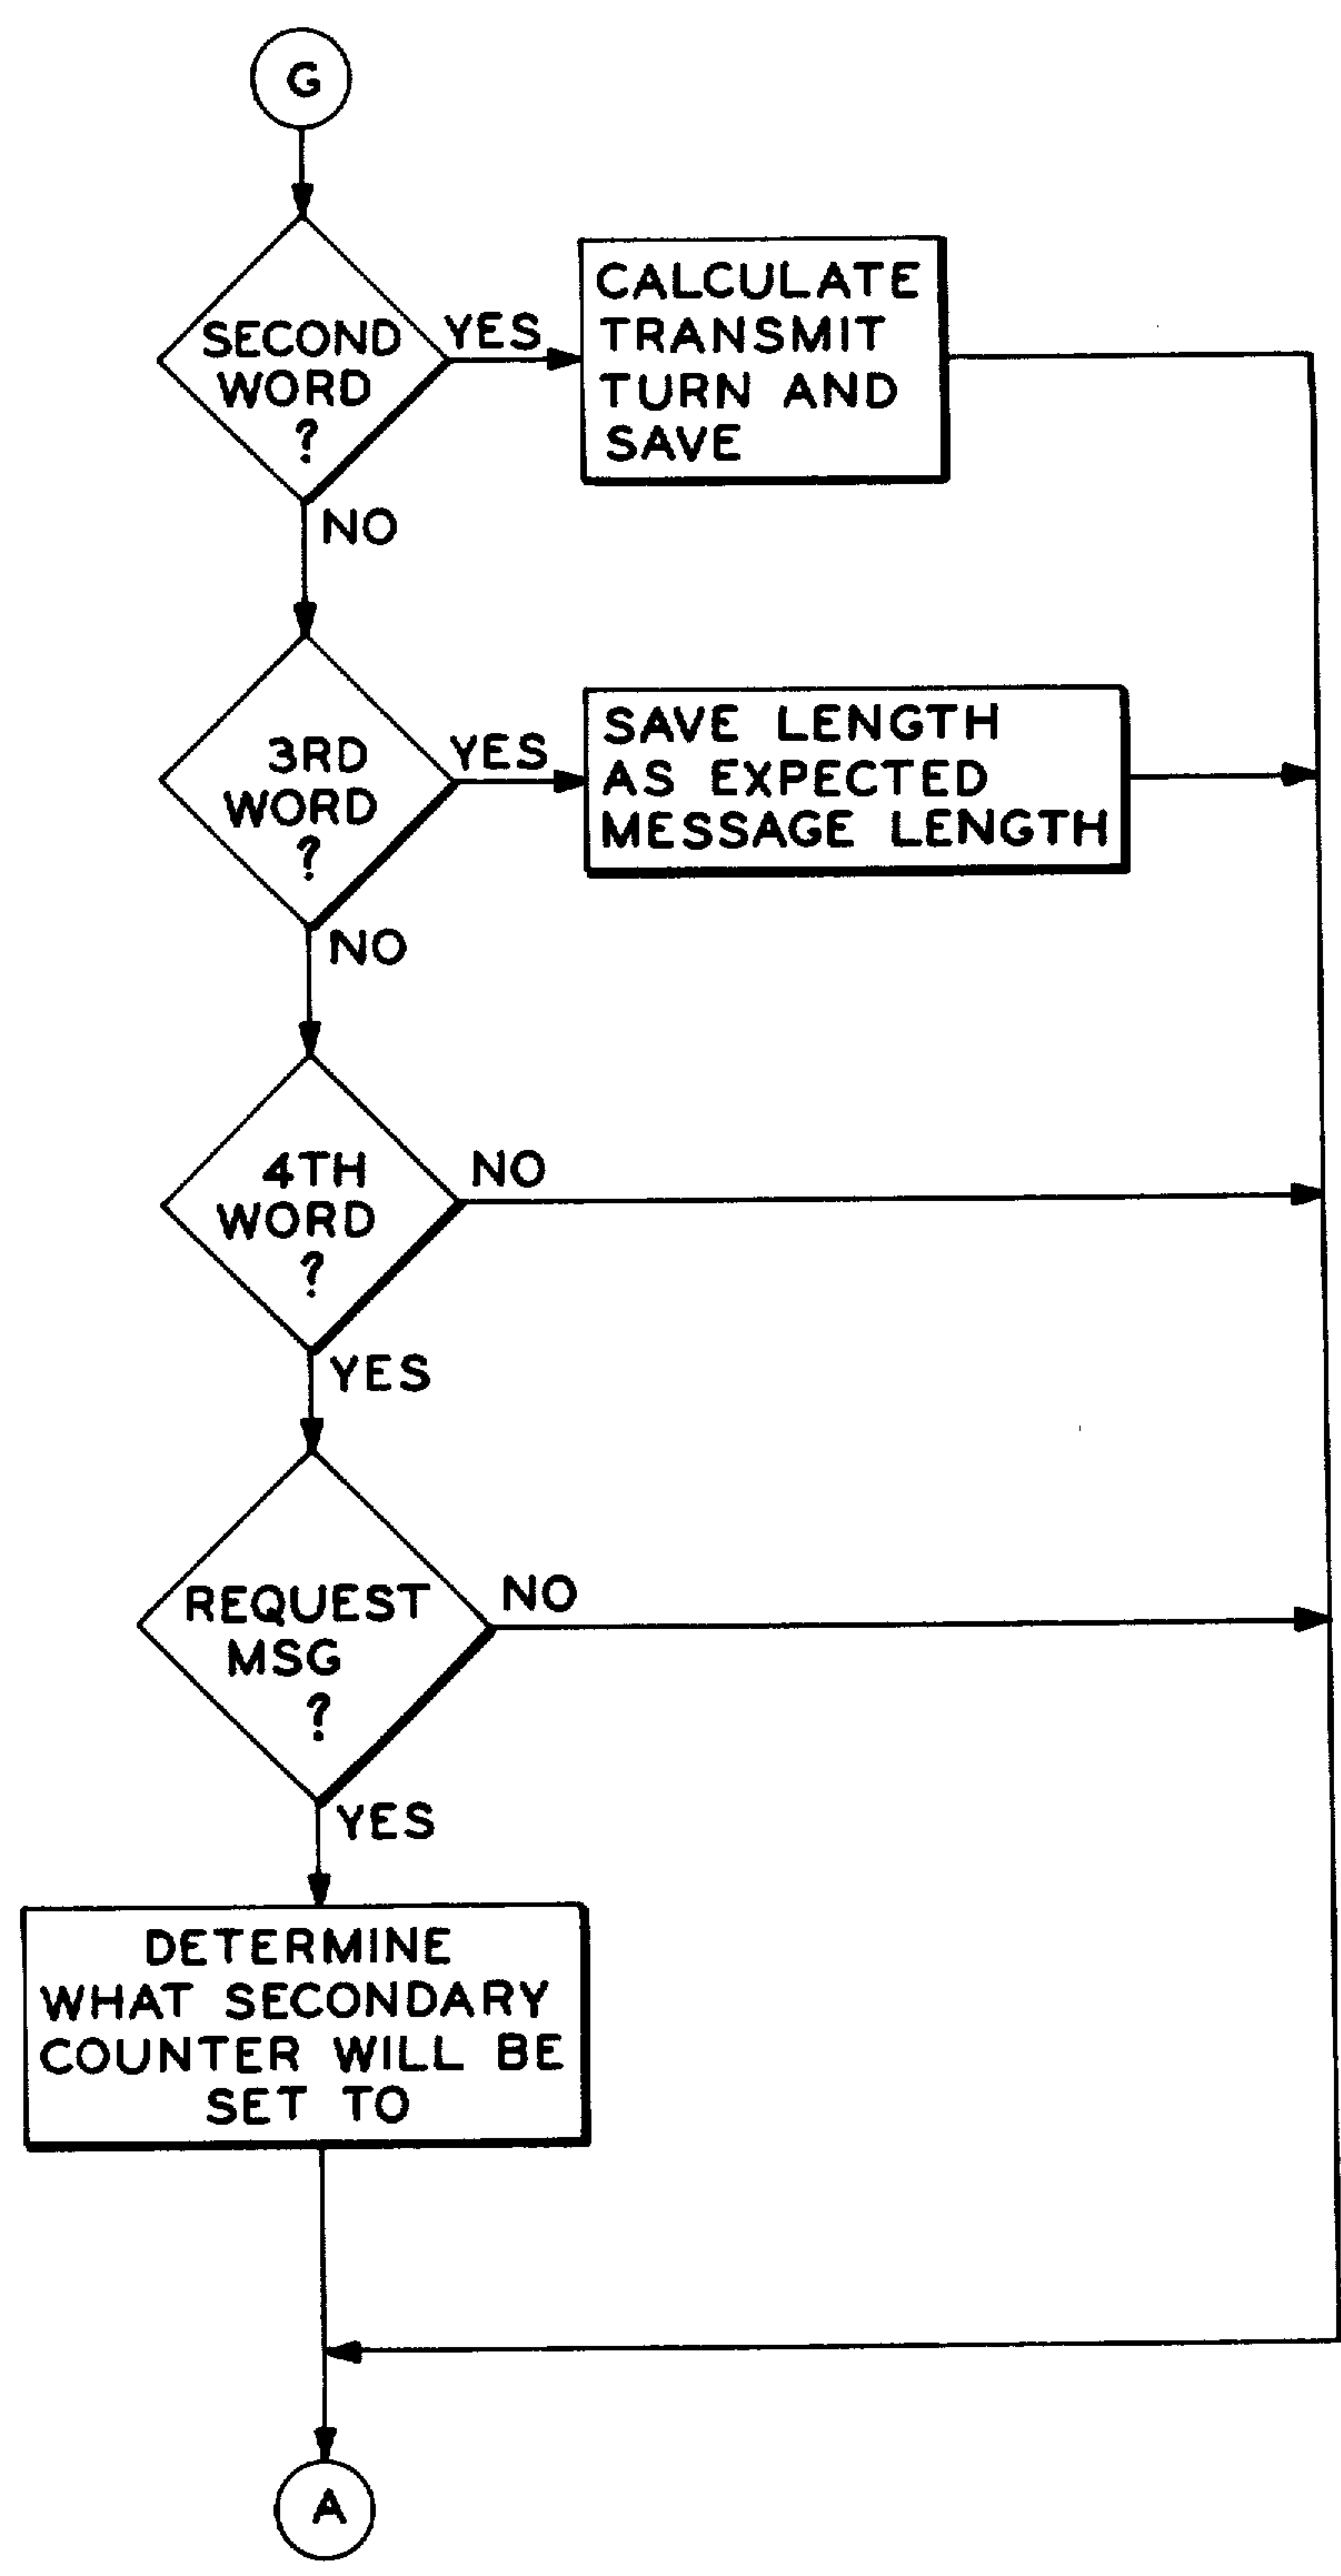 G
SECOND
WORD
?
YES
CALCULATE
TRANSMIT
TURN AND
SAVE
NO
3RD
WORD
?
YES
SAVE LENGTH
AS EXPECTED
MESSAGE LENGTH
NO
4TH
WORD
?
NO
YES
REQUEST
MSG
?
NO
YES
DETERMINE
WHAT SECONDARY
COUNTER WILL BE
SET TO
A